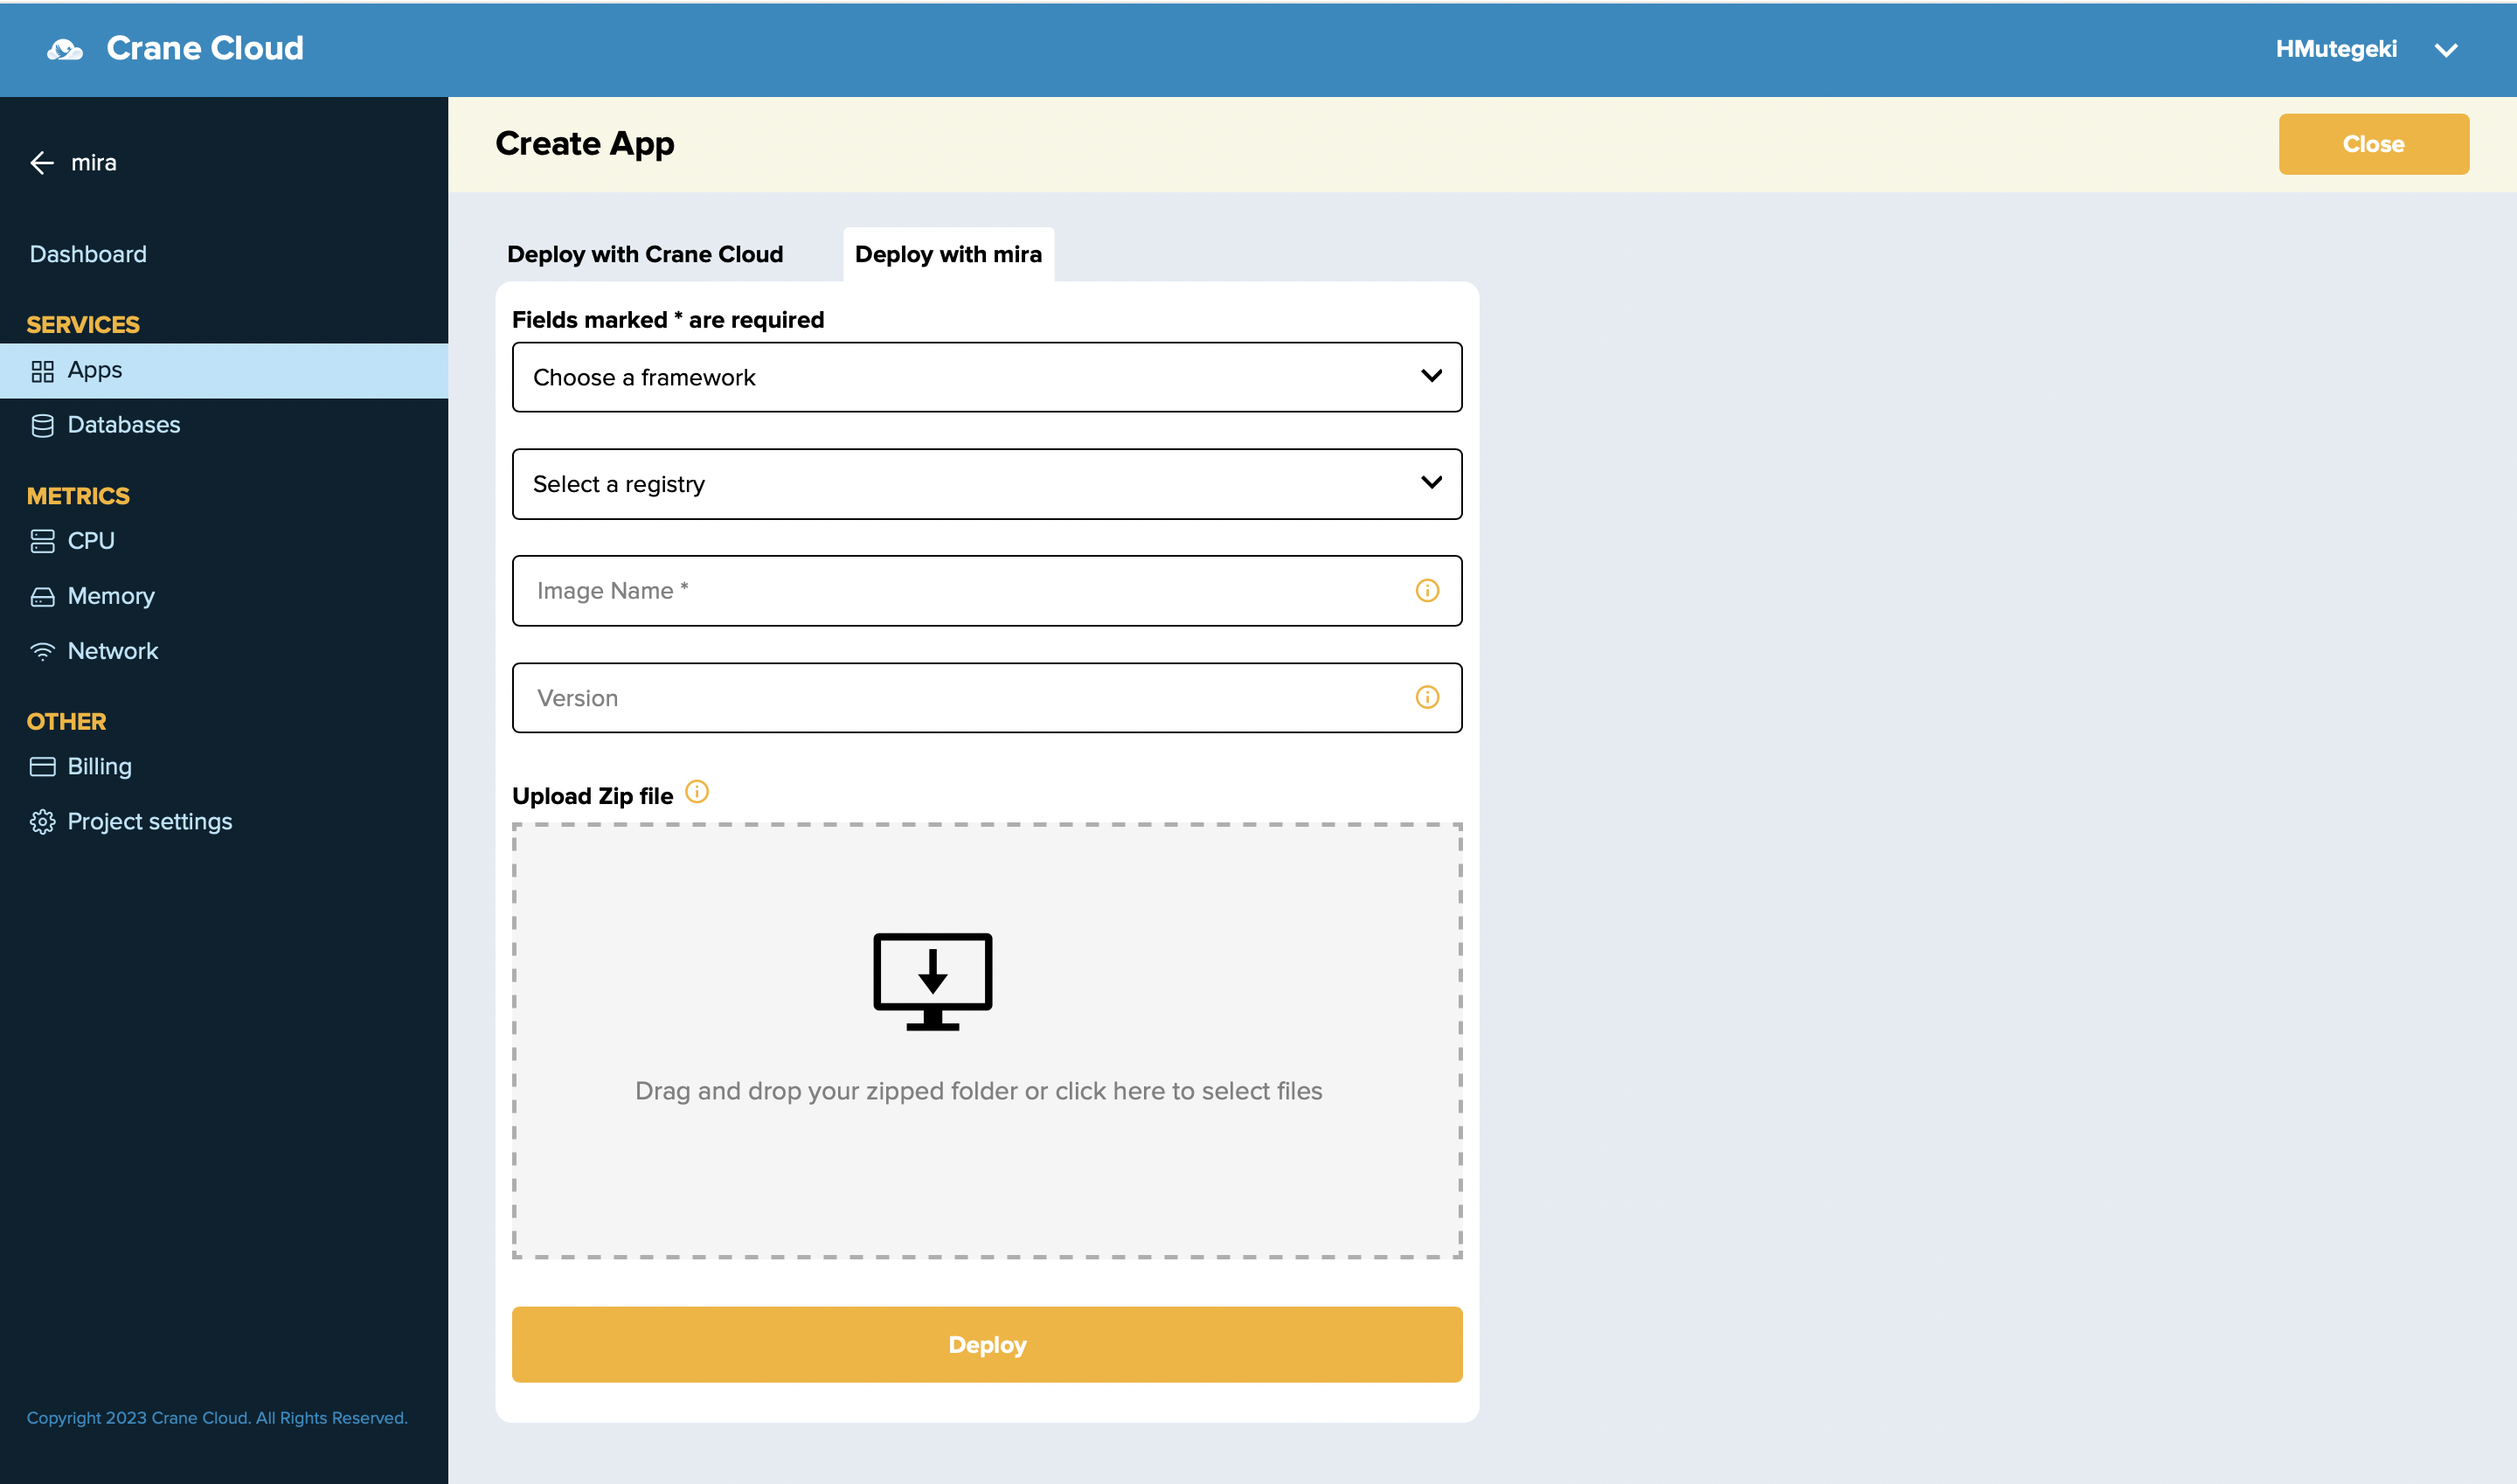 Crane Cloud
HMutegeki
mira
Dashboard
SERVICES
Apps
Databases
METRICS
CPU
Memory
Network
OTHER
Billing
Project settings
Copyright 2023 Crane Cloud. All Rights Reserved.
Create App
Close
Deploy with Crane Cloud
Deploy with mira
Fields marked * are required
Choose a framework
Select a registry
Image Name *
Version
Upload Zip file
Drag and drop your zipped folder or click here to select files
Deploy